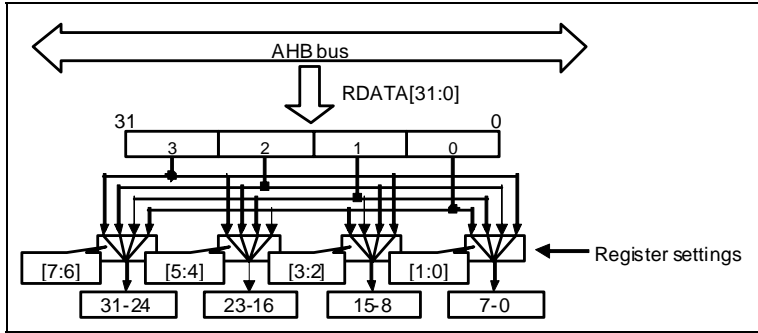 AHB bus
RDATA[31:0]
31 0
3 2 1 0
Register settings
[7:6] [5:4] [3:2] [1:0]
31-24 23-16 15-8 7-0